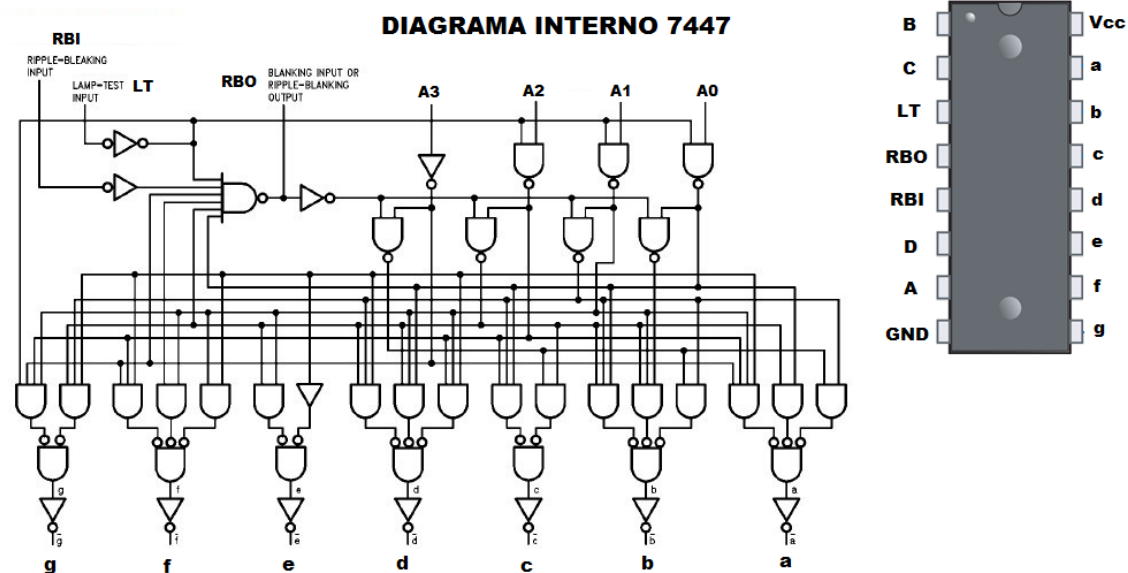 DIAGRAMA INTERNO 7447
RBI
RIPPLE-BLEAKING
INPUT
LAMP-TEST LT
INPUT
RBO
BLANKING INPUT OR
RIPPLE-BLANKING
OUTPUT
A3
A2
A1
A0
g
f
e
d
c
b
a
g
f
e
d
c
b
a
g
f
e
d
c
b
a
B
Vcc
C
a
LT
b
RBO
c
RBI
d
D
e
A
f
GND
g